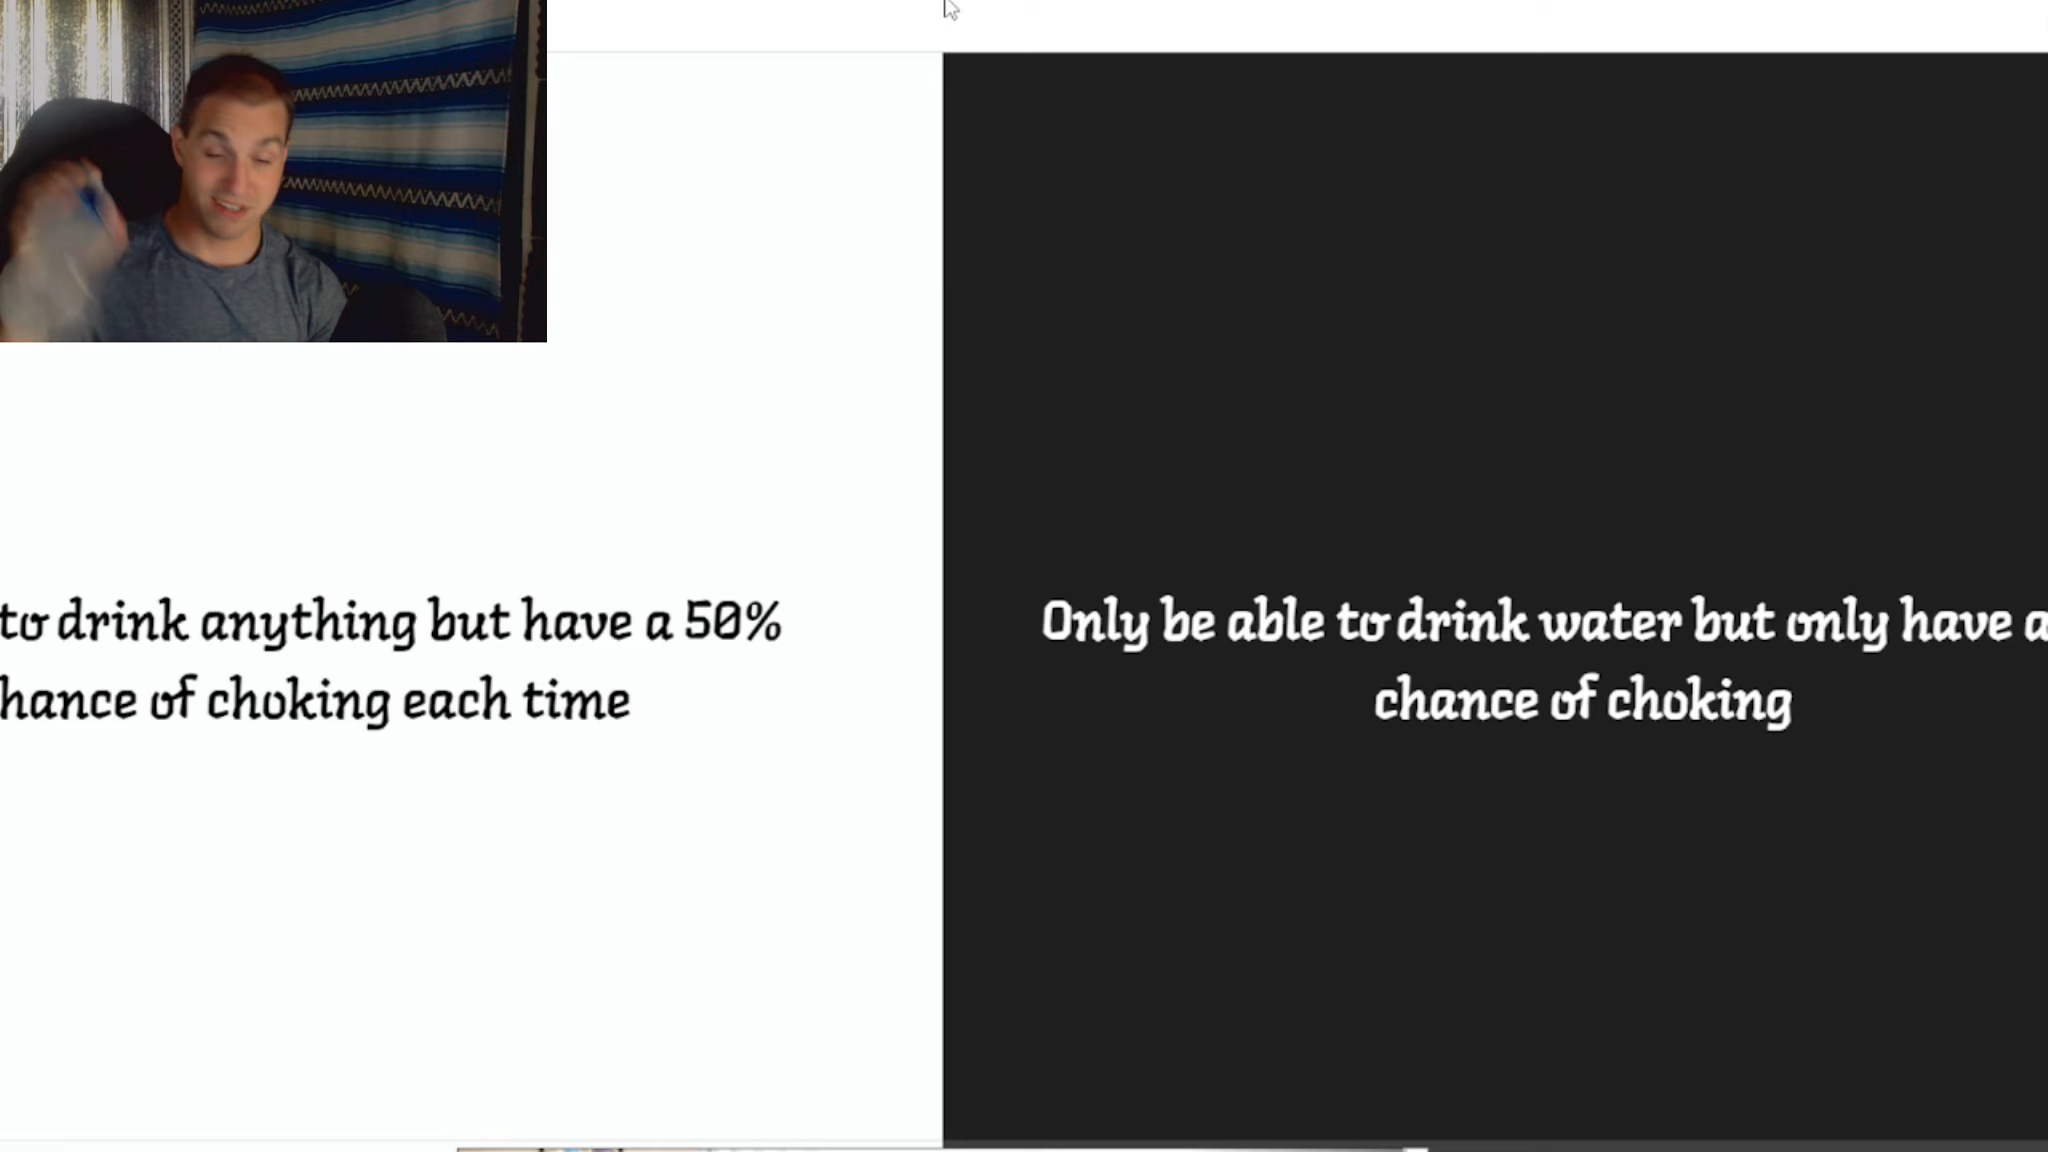 to drink anything but have a 50%
hance of choking each time
Only be able to drink water but only have a
chance of choking